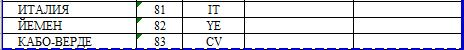 ИТАЛИЯ 81 IT
ЙЕМЕН 82 YE
КАБО-ВЕРДЕ 83 CV